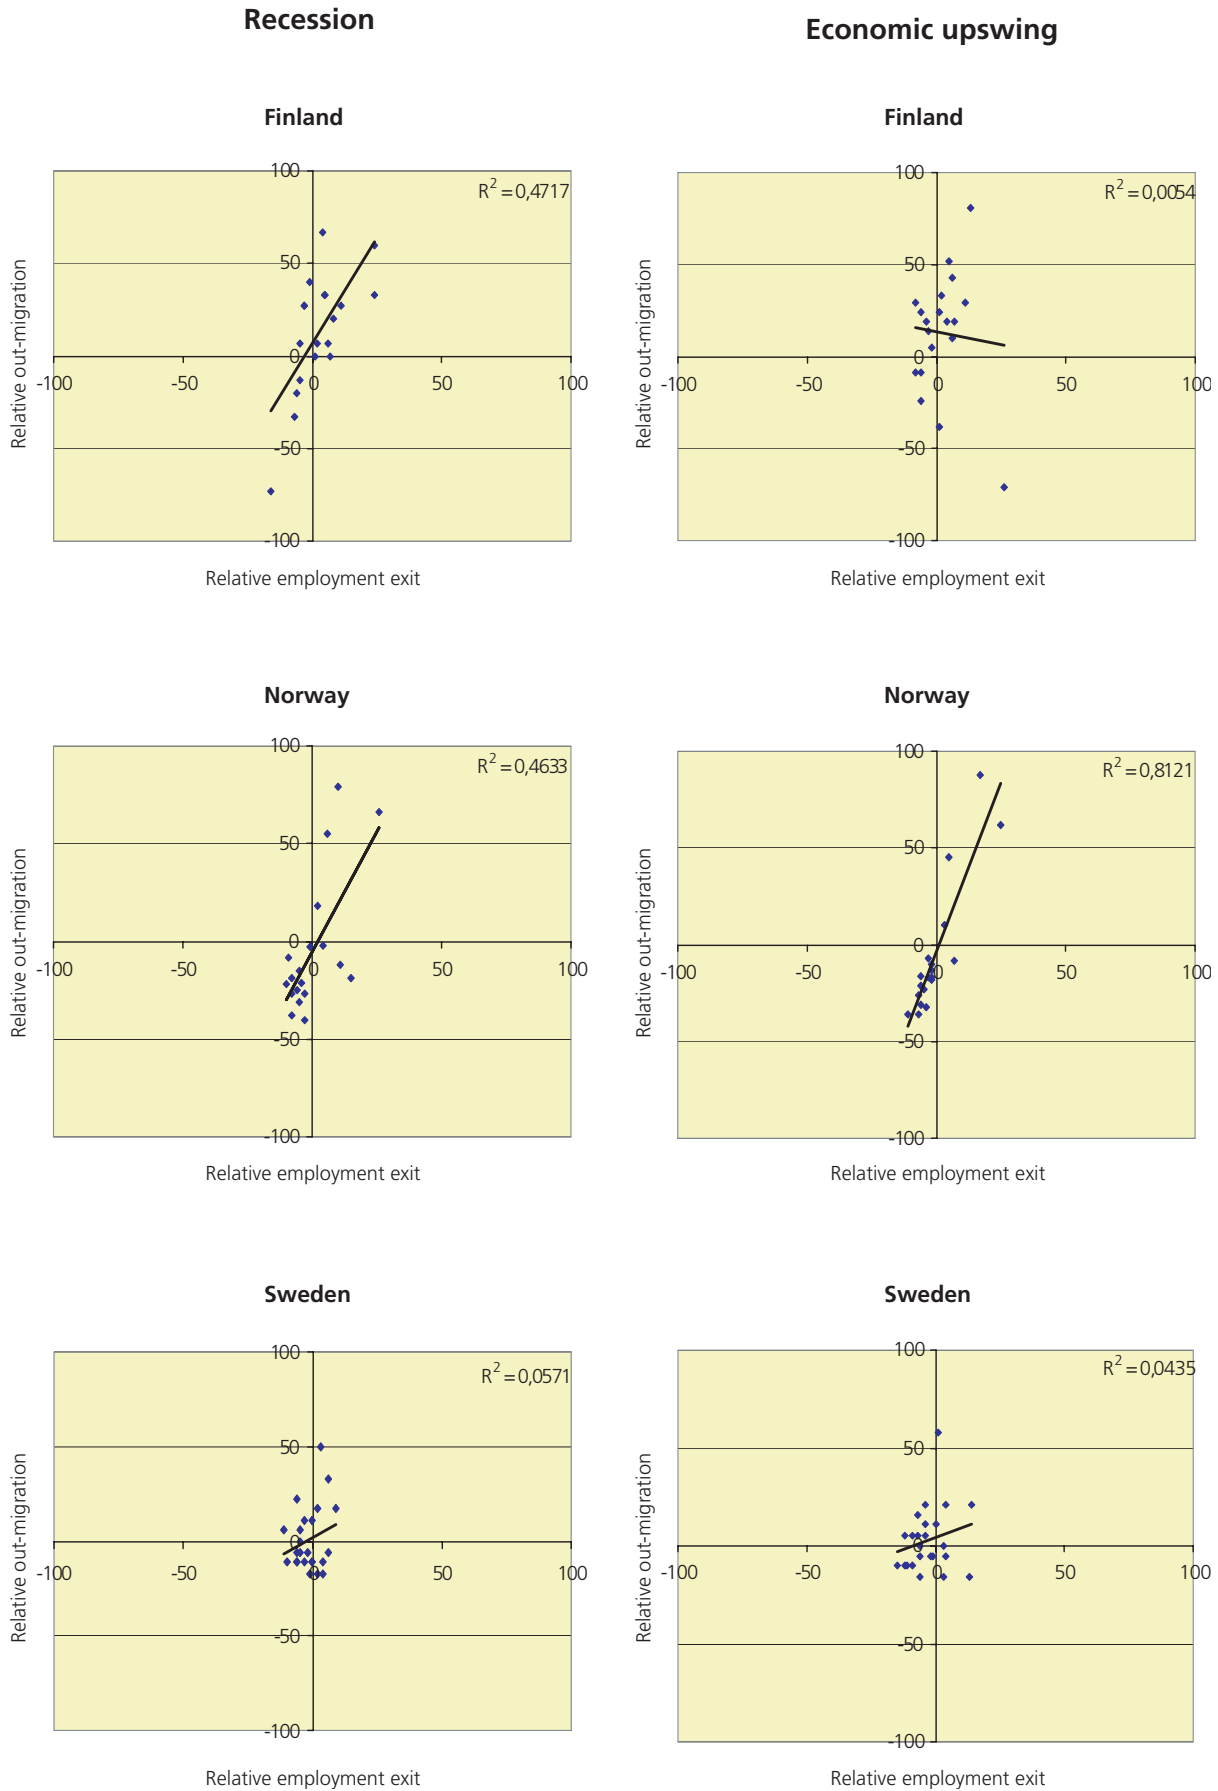 Recession
Economic upswing
Finland
Finland
100
R² = 0,4717
50
0
-100
-50
0
50
100
-50
-100
Relative out-migration
Relative employment exit
100
R² = 0,0054
50
0
-100
-50
0
50
100
-50
-100
Relative out-migration
Relative employment exit
Norway
Norway
100
R² = 0,4633
50
0
-100
-50
0
50
100
-50
-100
Relative out-migration
Relative employment exit
100
R² = 0,8121
50
0
-100
-50
0
50
100
-50
-100
Relative out-migration
Relative employment exit
Sweden
Sweden
100
R² = 0,0571
50
0
-100
-50
0
50
100
-50
-100
Relative out-migration
Relative employment exit
100
R² = 0,0435
50
0
-100
-50
0
50
100
-50
-100
Relative out-migration
Relative employment exit